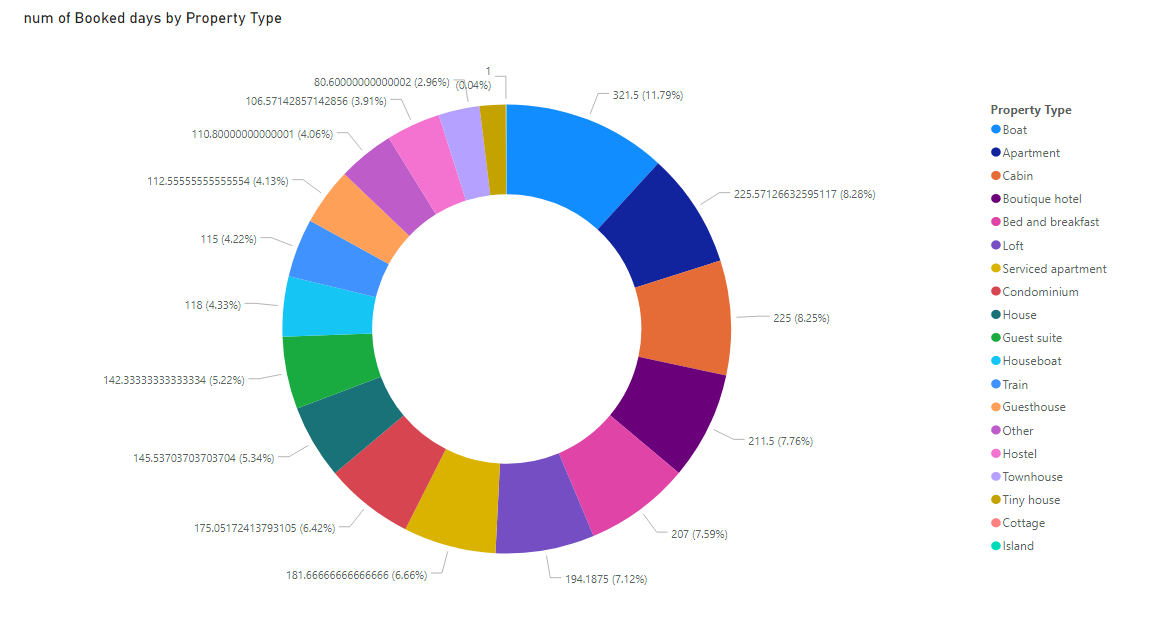 num of Booked days by Property Type
1
(0.04%)
80.60000000000002 (2.96%)
106.57142857142856 (3.91%)
110.80000000000001 (4.06%)
112.55555555555554 (4.13%)
115 (4.22%)
118 (4.33%)
142.33333333333334 (5.22%)
145.53703703703704 (5.34%)
175.05172413793105 (6.42%)
181.66666666666666 (6.66%)
194.1875 (7.12%)
207 (7.59%)
211.5 (7.76%)
225 (8.25%)
225.57126632595117 (8.28%)
321.5 (11.79%)
Property Type
Boat
Apartment
Cabin
Boutique hotel
Bed and breakfast
Loft
Serviced apartment
Condominium
House
Guest suite
Houseboat
Train
Guesthouse
Other
Hostel
Townhouse
Tiny house
Cottage
Island